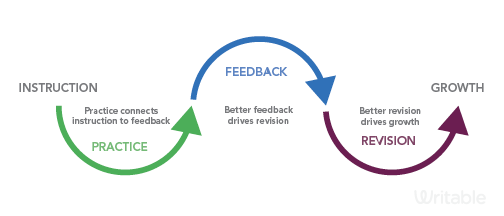 INSTRUCTION
Practice connects
instruction to feedback
PRACTICE
FEEDBACK
Better feedback
drives revision
GROWTH
Better revision
drives growth
REVISION
Writable